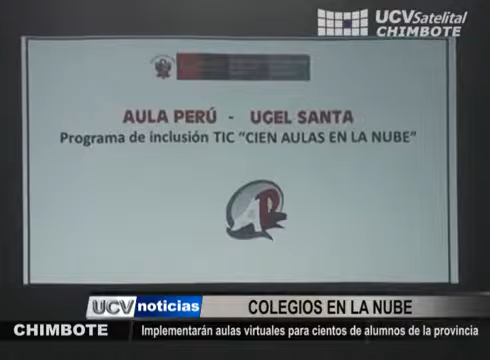 UCV Satelital
CHIMBOTE
AULA PERÚ - UGEL SANTA
Programa de inclusión TIC "CIEN AULAS EN LA NUBE"
UCV noticias
COLEGIOS EN LA NUBE
CHIMBOTE
Implementarán aulas virtuales para cientos de alumnos de la provincia